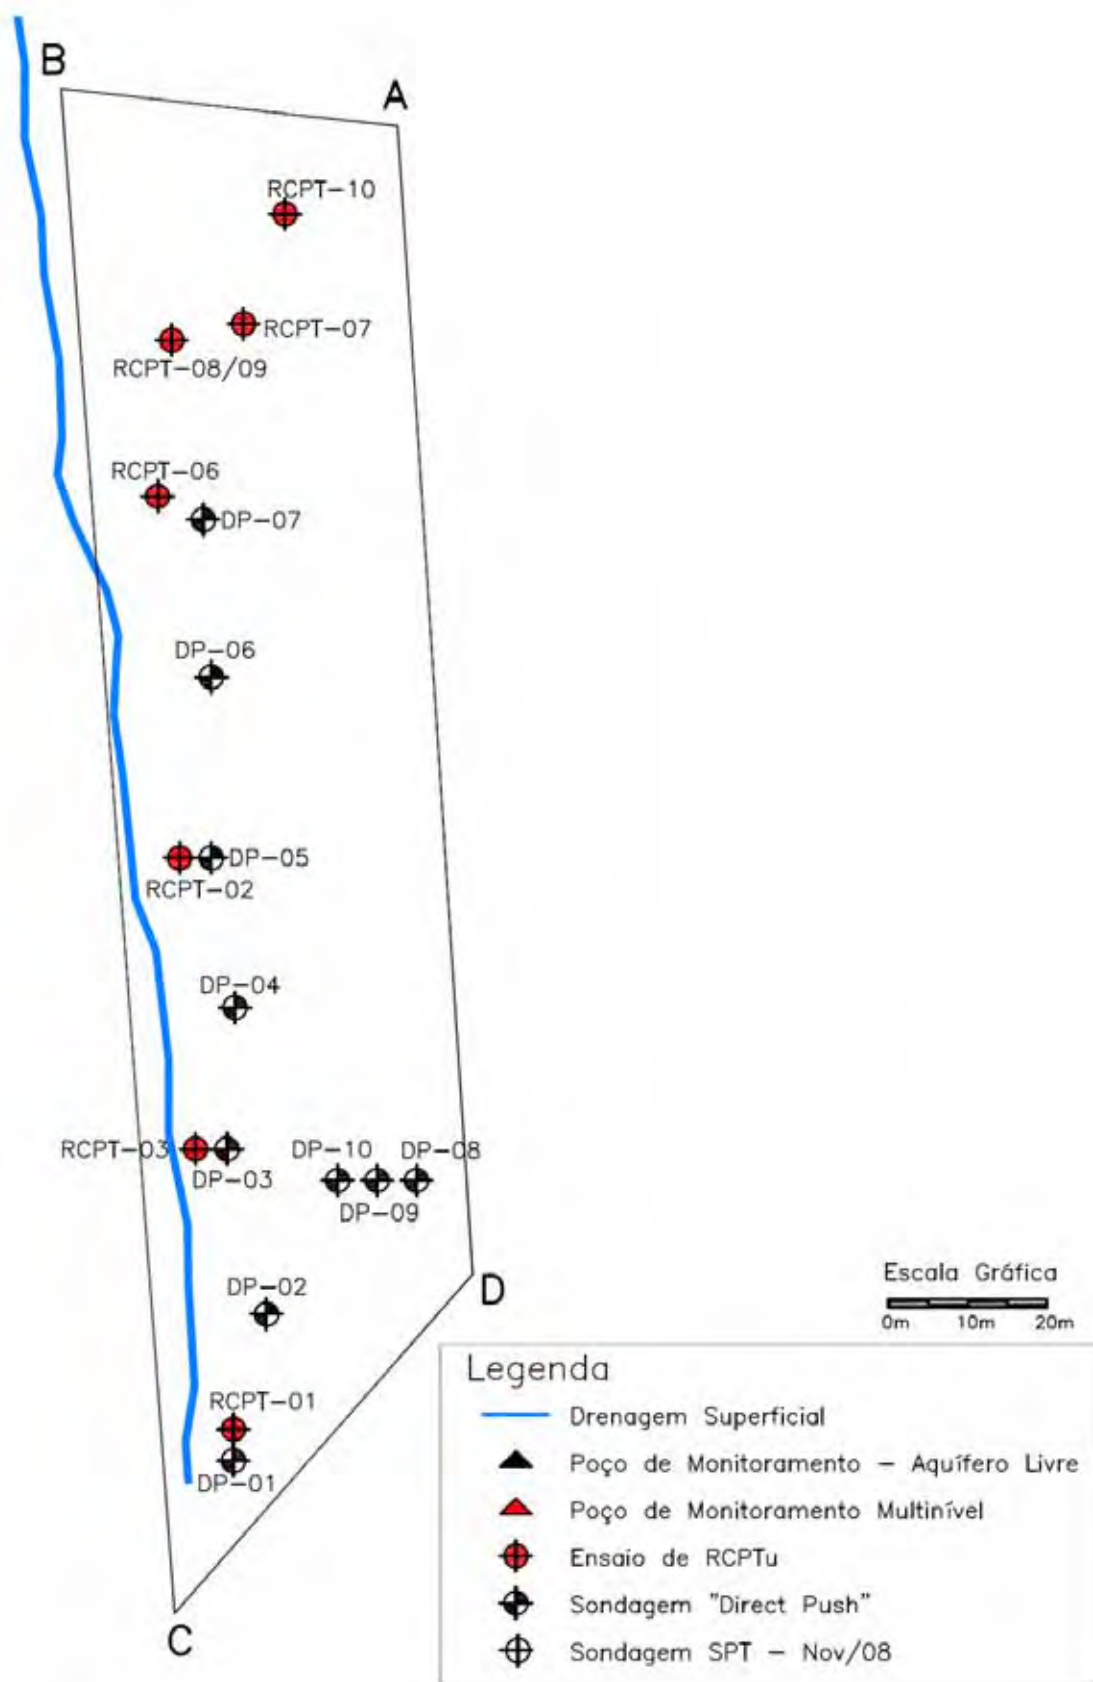 B
A
RCPT-10
RCPT-07
RCPT-08/09
RCPT-06
DP-07
DP-06
DP-05
RCPT-02
DP-04
RCPT-03
DP-03
DP-10
DP-08
DP-09
DP-02
D
RCPT-01
DP-01
C
Escala Gráfica
0m 10m 20m
Legenda
Drenagem Superficial
Poço de Monitoramento – Aquífero Livre
Poço de Monitoramento Multinível
Ensaio de RCPTu
Sondagem "Direct Push"
Sondagem SPT – Nov/08